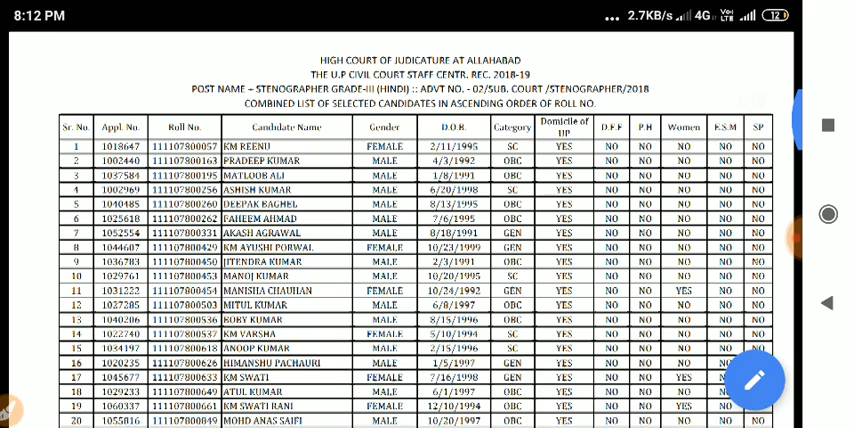 8:12 PM ... 2.7KB/s 4G Vo LTE 12
HIGH COURT OF JUDICATURE AT ALLAHABAD
THE U.P CIVIL COURT STAFF CENTR. REC. 2018-19
POST NAME - STENOGRAPHER GRADE-III (HINDI) :: ADVT NO. - 02/SUB. COURT /STENOGRAPHER/2018
COMBINED LIST OF SELECTED CANDIDATES IN ASCENDING ORDER OF ROLL NO.
Sr. No. Appl. No. Roll No. Candidate Name Gender D.O.B. Category Domicile of UP D.F.F P.H Women E.S.M SP
1 1018647 111107800057 KM REENU FEMALE 2/11/1995 SC YES NO NO NO NO NO
2 1002440 111107800163 PRADEEP KUMAR MALE 4/3/1992 OBC YES NO NO NO NO NO
3 1037584 111107800195 MATLOOB ALI MALE 1/8/1991 OBC YES NO NO NO NO NO
4 1002969 111107800256 ASHISH KUMAR MALE 6/20/1998 SC YES NO NO NO NO NO
5 1040485 111107800260 DEEPAK BAGHEL MALE 8/13/1995 OBC YES NO NO NO NO NO
6 1025618 111107800262 FAHEEM AHMAD MALE 7/6/1995 OBC YES NO NO NO NO NO
7 1052554 111107800331 AKASH AGRAWAL MALE 8/18/1991 GEN YES NO NO NO NO NO
8 1044607 111107800429 KM AYUSHI PORWAL FEMALE 10/23/1999 GEN YES NO NO NO NO NO
9 1036783 111107800450 JITENDRA KUMAR MALE 2/3/1991 OBC YES NO NO NO NO NO
10 1029761 111107800453 MANOJ KUMAR MALE 10/20/1995 SC YES NO NO NO NO NO
11 1031222 111107800454 MANISHA CHAUHAN FEMALE 10/24/1992 GEN YES NO NO YES NO NO
12 1027285 111107800503 MITUL KUMAR MALE 6/8/1997 OBC YES NO NO NO NO NO
13 1040206 111107800536 BOBY KUMAR MALE 8/15/1996 OBC YES NO NO NO NO NO
14 1022740 111107800537 KM VARSHA FEMALE 5/10/1994 SC YES NO NO NO NO NO
15 1034197 111107800618 ANOOP KUMAR MALE 2/15/1996 SC YES NO NO NO NO NO
16 1020235 111107800626 HIMANSHU PACHAURI MALE 1/5/1997 GEN YES NO NO NO NO NO
17 1045677 111107800633 KM SWATI FEMALE 7/16/1998 GEN YES NO NO YES
18 1029233 111107800649 ATUL KUMAR MALE 6/1/1997 OBC YES NO NO NO
19 1060337 111107800661 KM SWATI RANI FEMALE 12/10/1994 OBC YES NO NO YES
20 1055816 111107800849 MOHD ANAS SAIFI MALE 10/20/1997 OBC YES NO NO NO NO NO